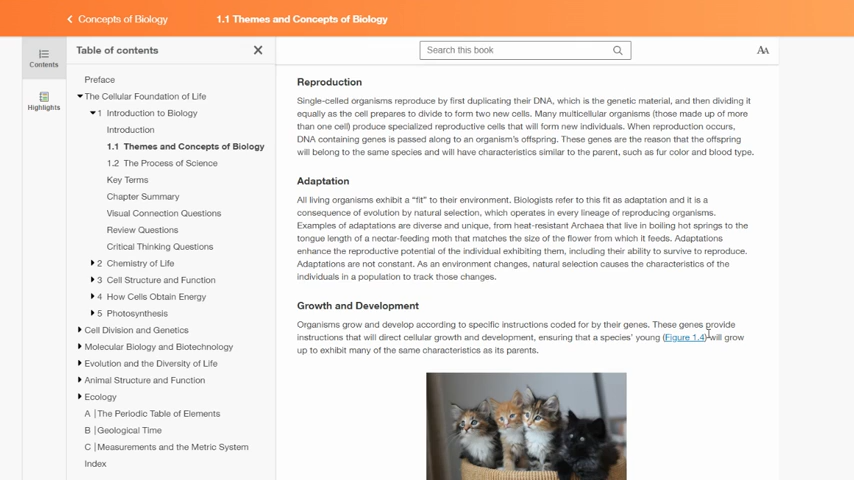 Concepts of Biology
1.1 Themes and Concepts of Biology
Contents
Highlights
Table of contents
Preface
The Cellular Foundation of Life
1 Introduction to Biology
Introduction
1.1 Themes and Concepts of Biology
1.2 The Process of Science
Key Terms
Chapter Summary
Visual Connection Questions
Review Questions
Critical Thinking Questions
2 Chemistry of Life
3 Cell Structure and Function
4 How Cells Obtain Energy
5 Photosynthesis
Cell Division and Genetics
Molecular Biology and Biotechnology
Evolution and the Diversity of Life
Animal Structure and Function
Ecology
A | The Periodic Table of Elements
B | Geological Time
C | Measurements and the Metric System
Index
Search this book
AA
Reproduction
Single-celled organisms reproduce by first duplicating their DNA, which is the genetic material, and then dividing it
equally as the cell prepares to divide to form two new cells. Many multicellular organisms (those made up of more
than one cell) produce specialized reproductive cells that will form new individuals. When reproduction occurs,
DNA containing genes is passed along to an organism's offspring. These genes are the reason that the offspring
will belong to the same species and will have characteristics similar to the parent, such as fur color and blood type.
Adaptation
All living organisms exhibit a "fit" to their environment. Biologists refer to this fit as adaptation and it is a
consequence of evolution by natural selection, which operates in every lineage of reproducing organisms.
Examples of adaptations are diverse and unique, from heat-resistant Archaea that live in boiling hot springs to the
tongue length of a nectar-feeding moth that matches the size of the flower from which it feeds. Adaptations
enhance the reproductive potential of the individual exhibiting them, including their ability to survive to reproduce.
Adaptations are not constant. As an environment changes, natural selection causes the characteristics of the
individuals in a population to track those changes.
Growth and Development
Organisms grow and develop according to specific instructions coded for by their genes. These genes provide
instructions that will direct cellular growth and development, ensuring that a species' young (Figure 1.4) will grow
up to exhibit many of the same characteristics as its parents.